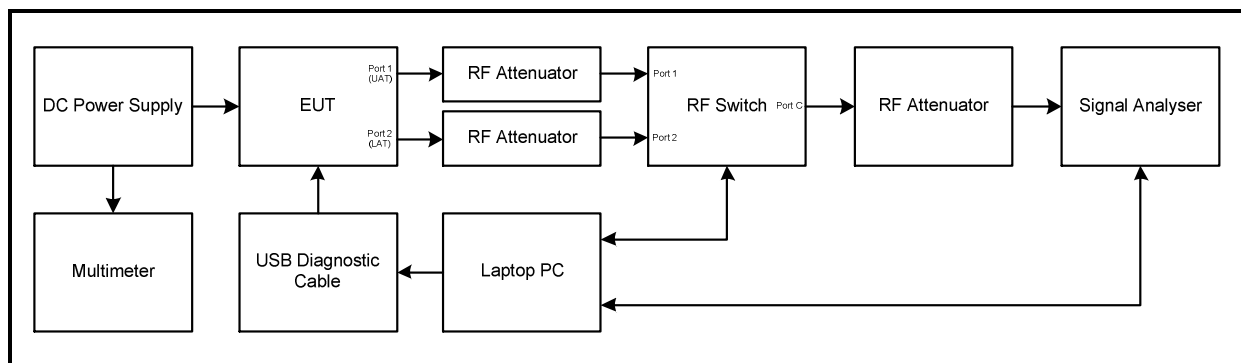 DC Power Supply
EUT
Port 1
(UAT)
Port 2
(LAT)
RF Attenuator
RF Attenuator
Port 1
RF Switch
Port C
Port 2
RF Attenuator
Signal Analyser
Multimeter
USB Diagnostic
Cable
Laptop PC